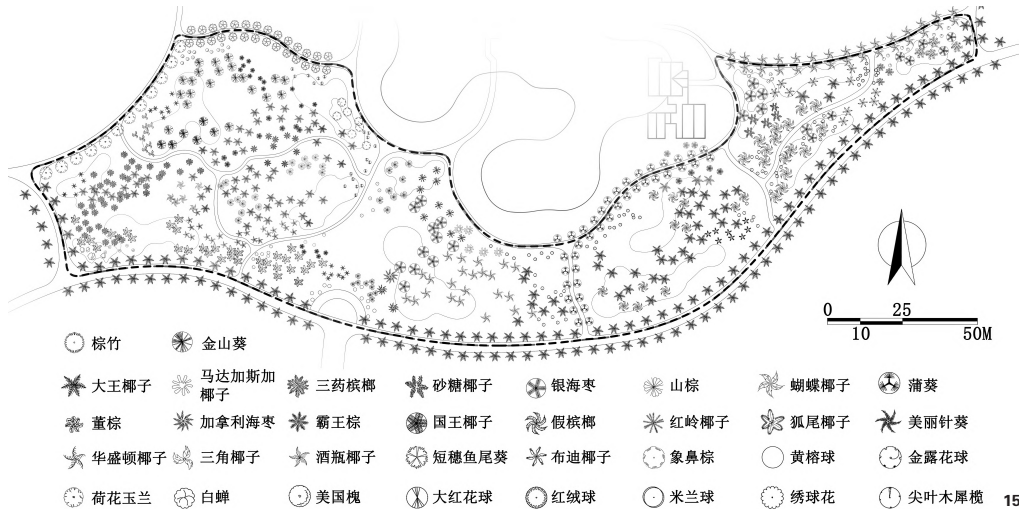 0 25
10 50M
棕竹 金山葵
大王椰子 马达加斯加椰子 三药槟榔 砂糖椰子 银海枣 山棕 蝴蝶椰子 蒲葵
董棕 加拿利海枣 霸王棕 国王椰子 假槟榔 红岭椰子 狐尾椰子 美丽针葵
华盛顿椰子 三角椰子 酒瓶椰子 短穗鱼尾葵 布迪椰子 象鼻棕 黄榕球 金露花球
荷花玉兰 白蝉 美国槐 大红花球 红绒球 米兰球 绣球花 尖叶木犀榄
15